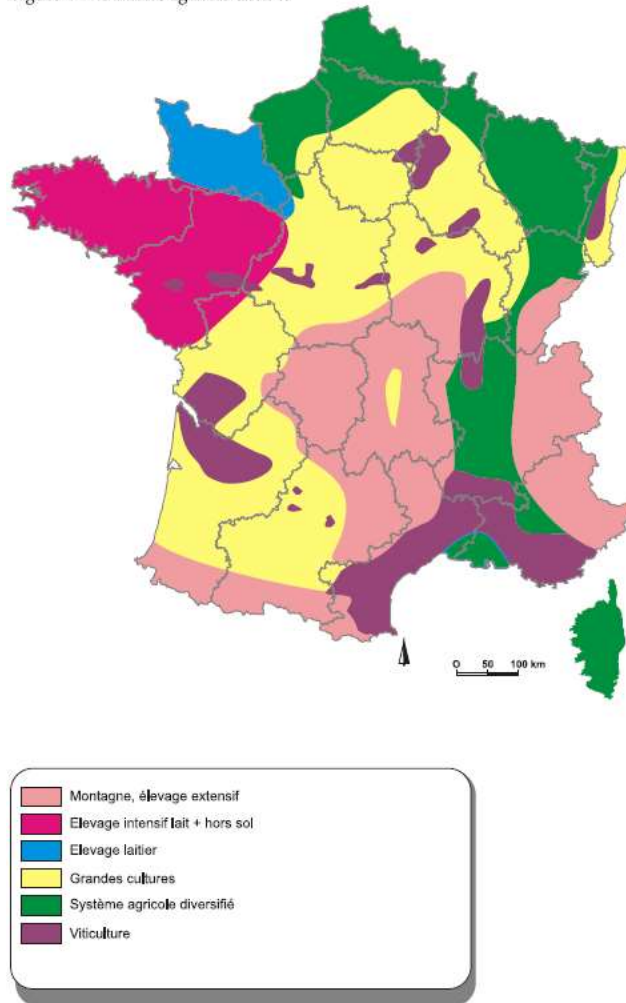 0 50 100 km
Montagne, élevage extensif
Elevage intensif lait + hors sol
Elevage laitier
Grandes cultures
Système agricole diversifié
Viticulture